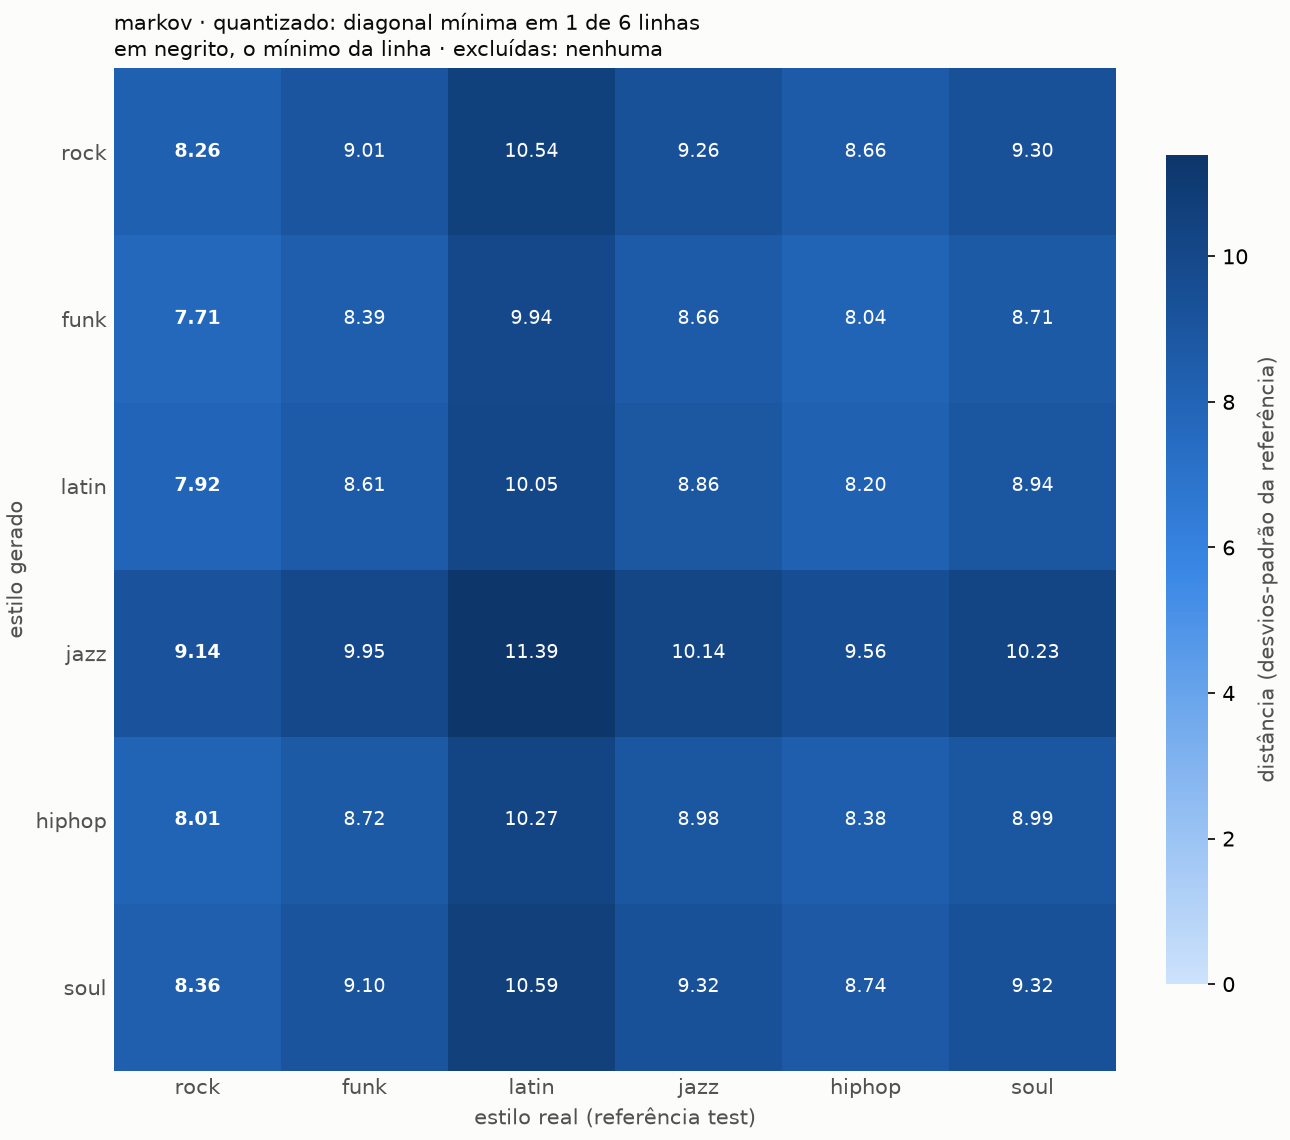 markov · quantizado: diagonal mínima em 1 de 6 linhas
em negrito, o mínimo da linha · excluídas: nenhuma
rock 8.26 9.01 10.54 9.26 8.66 9.30
funk 7.71 8.39 9.94 8.66 8.04 8.71
latin 7.92 8.61 10.05 8.86 8.20 8.94
jazz 9.14 9.95 11.39 10.14 9.56 10.23
hiphop 8.01 8.72 10.27 8.98 8.38 8.99
soul 8.36 9.10 10.59 9.32 8.74 9.32
rock funk latin jazz hiphop soul
estilo real (referência test)
estilo gerado
10
8
6
4
2
0
distância (desvios-padrão da referência)